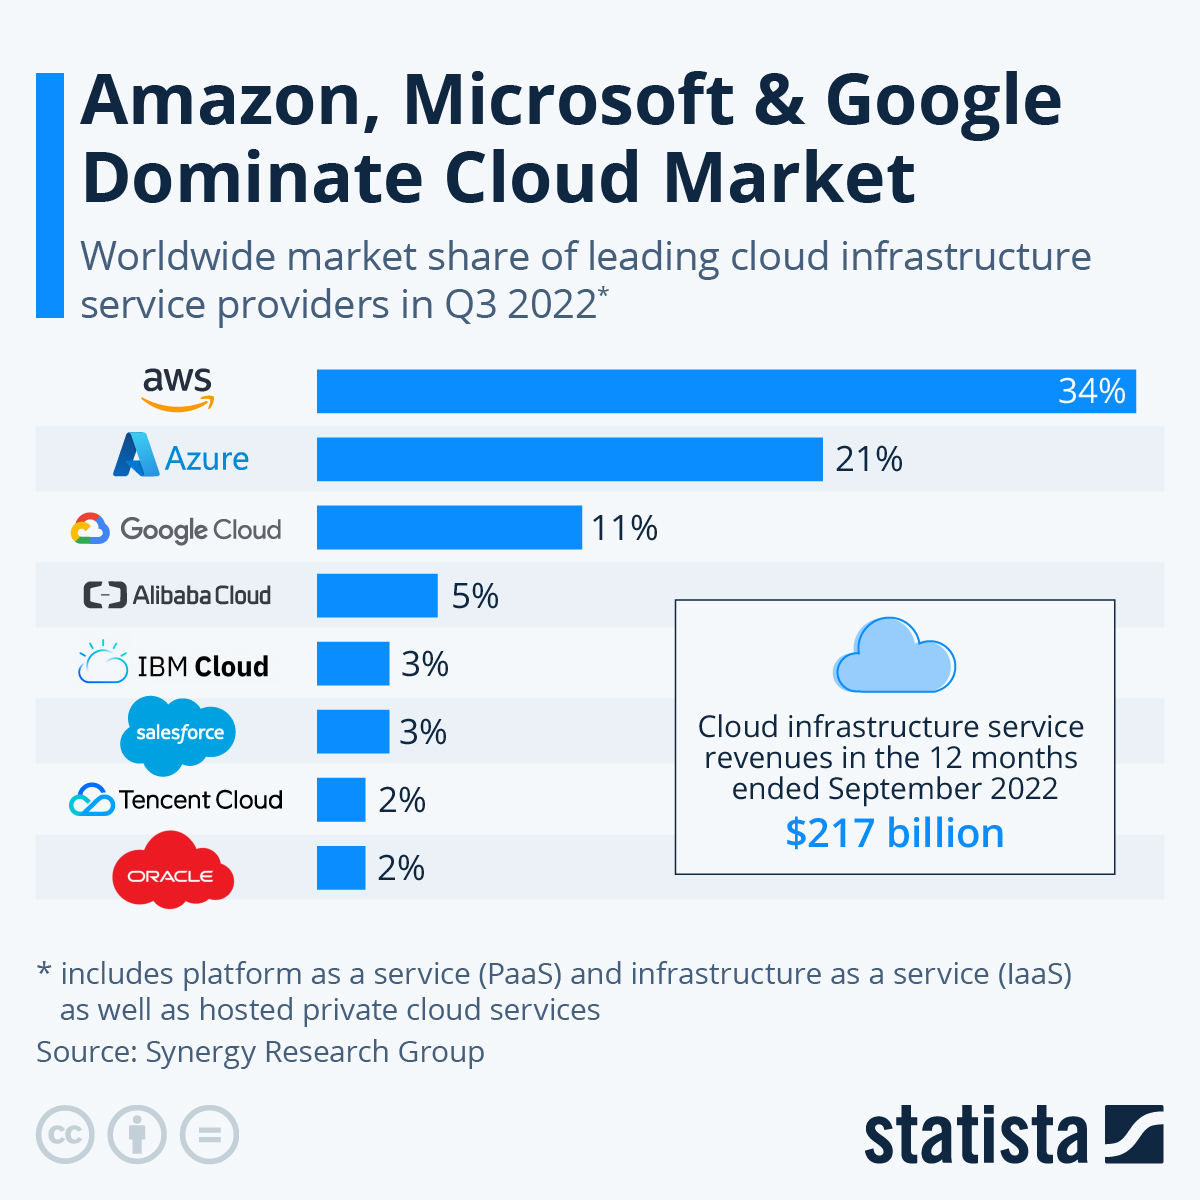 Amazon, Microsoft & Google
Dominate Cloud Market
Worldwide market share of leading cloud infrastructure
service providers in Q3 2022*
aws
34%
Azure
21%
Google Cloud
11%
Alibaba Cloud
5%
IBM Cloud
3%
salesforce
3%
Tencent Cloud
2%
ORACLE
2%
Cloud infrastructure service
revenues in the 12 months
ended September 2022
$217 billion
* includes platform as a service (PaaS) and infrastructure as a service (IaaS)
as well as hosted private cloud services
Source: Synergy Research Group
cc
statista